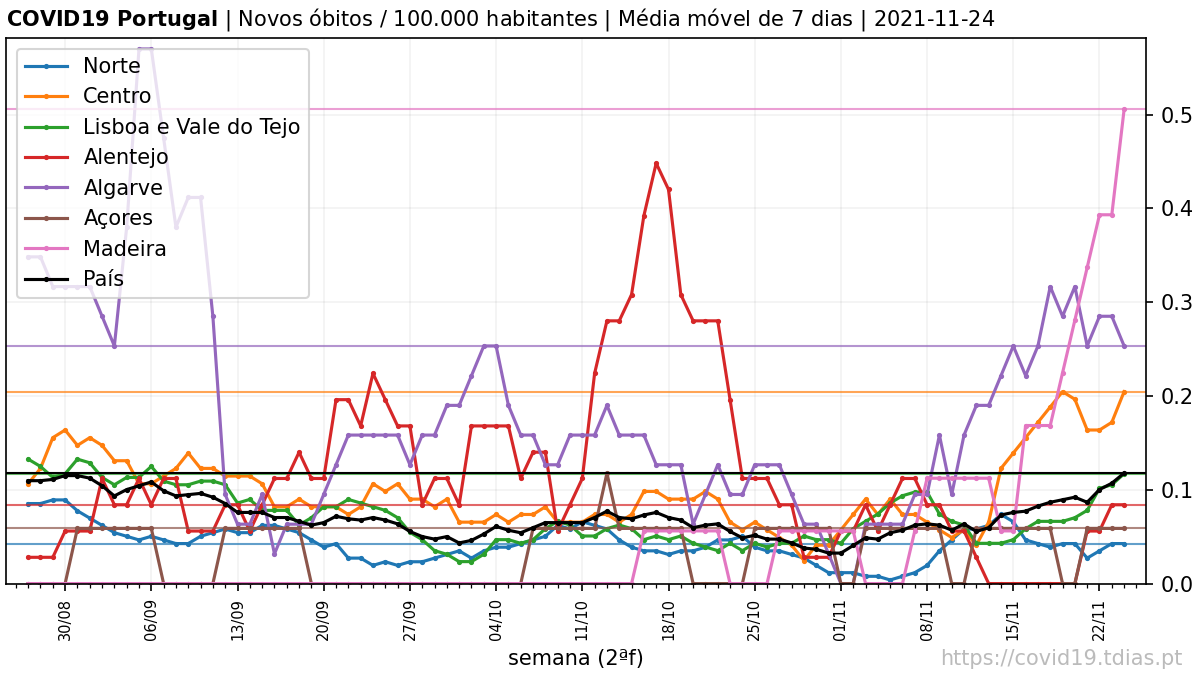 COVID19 Portugal | Novos óbitos / 100.000 habitantes | Média móvel de 7 dias | 2021-11-24
Norte
Centro
Lisboa e Vale do Tejo
Alentejo
Algarve
Açores
Madeira
País
0.5
0.4
0.3
0.2
0.1
0.0
30/08
06/09
13/09
20/09
27/09
04/10
11/10
18/10
25/10
01/11
08/11
15/11
22/11
semana (2ªf)
https://covid19.tdias.pt